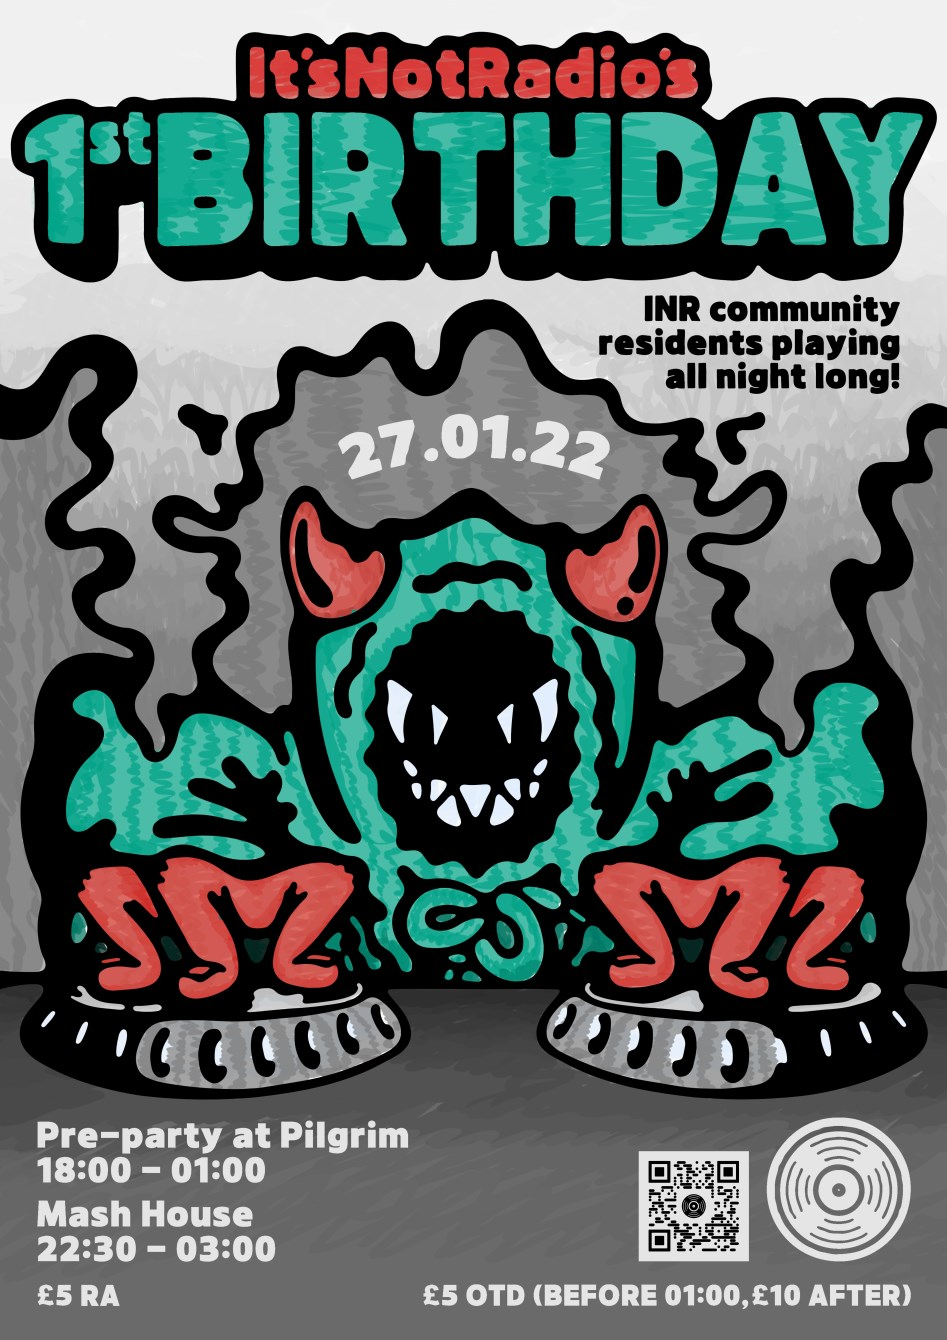 It'sNotRadio's
1st BIRTHDAY
INR community
residents playing
all night long!
27.01.22
Pre-party at Pilgrim
18:00 - 01:00
Mash House
22:30 - 03:00
£5 RA
£5 OTD (BEFORE 01:00,£10 AFTER)